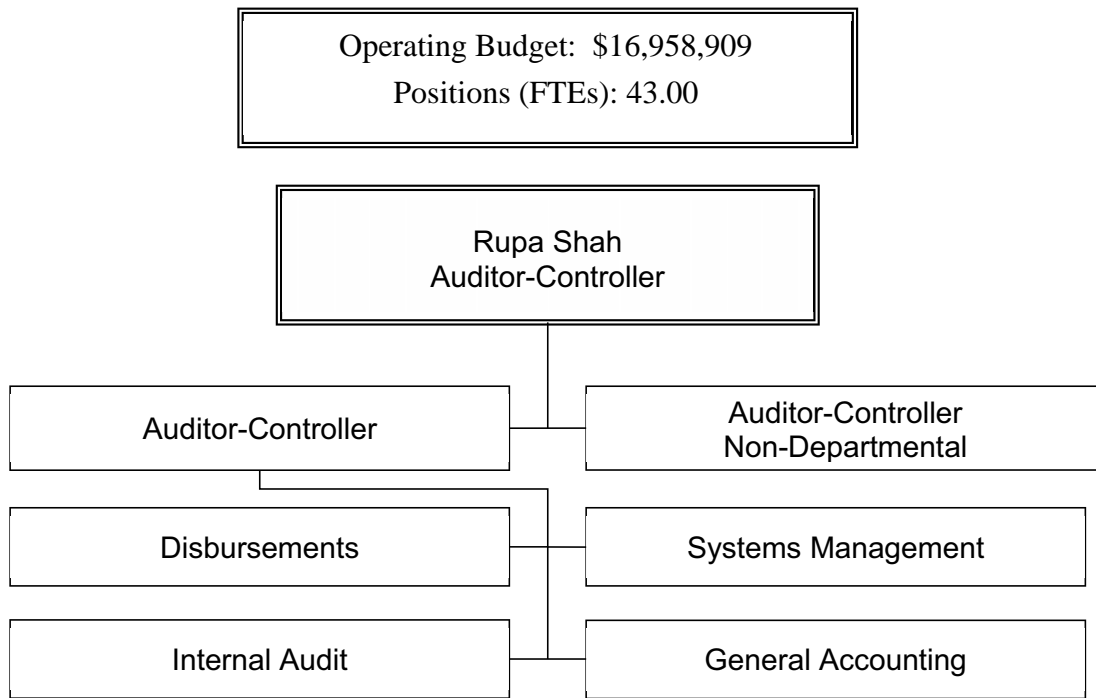 Operating Budget:  $16,958,909
Positions (FTEs): 43.00
Rupa Shah
Auditor-Controller
Auditor-Controller
Auditor-Controller
Non-Departmental
Disbursements
Systems Management
Internal Audit
General Accounting